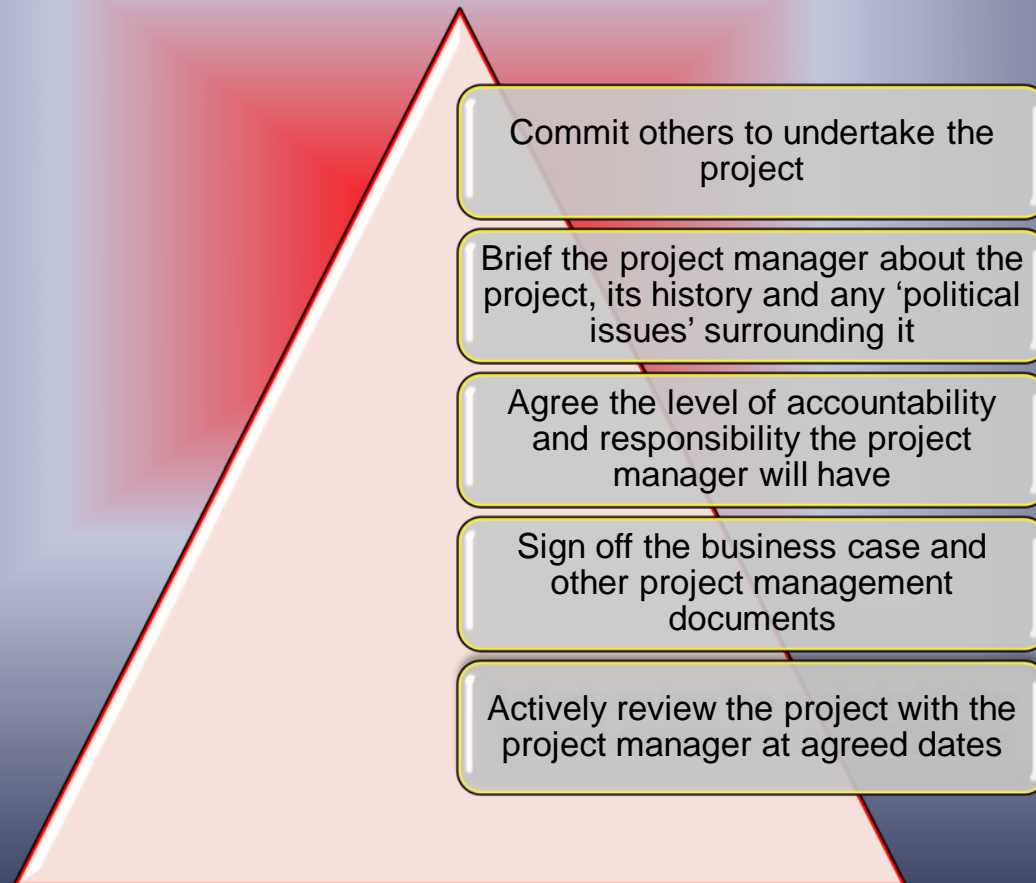 Commit others to undertake the
project
Brief the project manager about the
project, its history and any ‘political
issues’ surrounding it
Agree the level of accountability
and responsibility the project
manager will have
Sign off the business case and
other project management
documents
Actively review the project with the
project manager at agreed dates